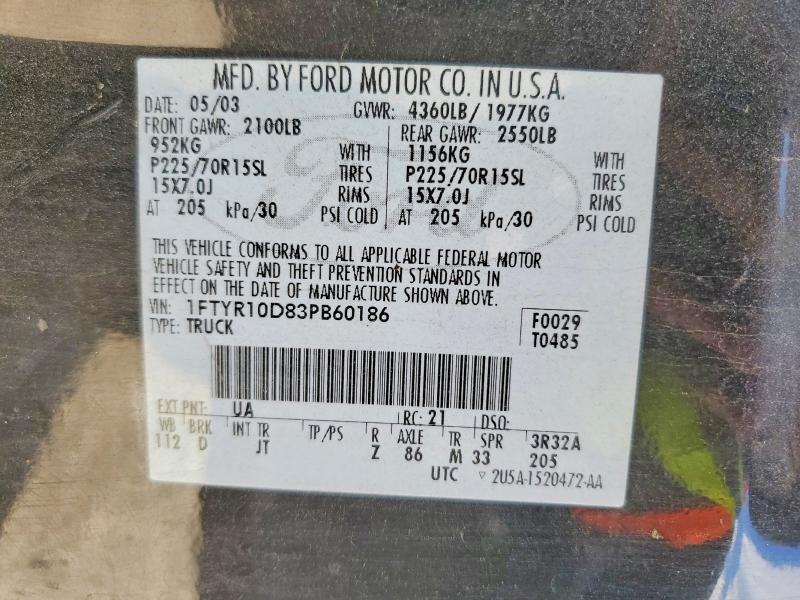 MFD. BY FORD MOTOR CO. IN U.S.A.
DATE: 05/03 GVWR: 4360LB/ 1977KG
FRONT GAWR: 2100LB REAR GAWR: 2550LB
952KG WITH 1156KG WITH
P225/70R15SL TIRES P225/70R15SL TIRES
15X7.0J RIMS 15X7.0J RIMS
AT 205 kPa/30 PSI COLD AT 205 kPa/30 PSI COLD
Ford
THIS VEHICLE CONFORMS TO ALL APPLICABLE FEDERAL MOTOR
VEHICLE SAFETY AND THEFT PREVENTION STANDARDS IN
EFFECT ON THE DATE OF MANUFACTURE SHOWN ABOVE.
VIN: 1FTYR10D83PB60186 F0029
TYPE: TRUCK T0485
EXT PNT: UA RC: 21 DSO:
WB BRK INT TR TP/PS R AXLE TR SPR 3R32A
112 D JT Z 86 M 33 205
UTC ▽ 2U5A-1520472-AA